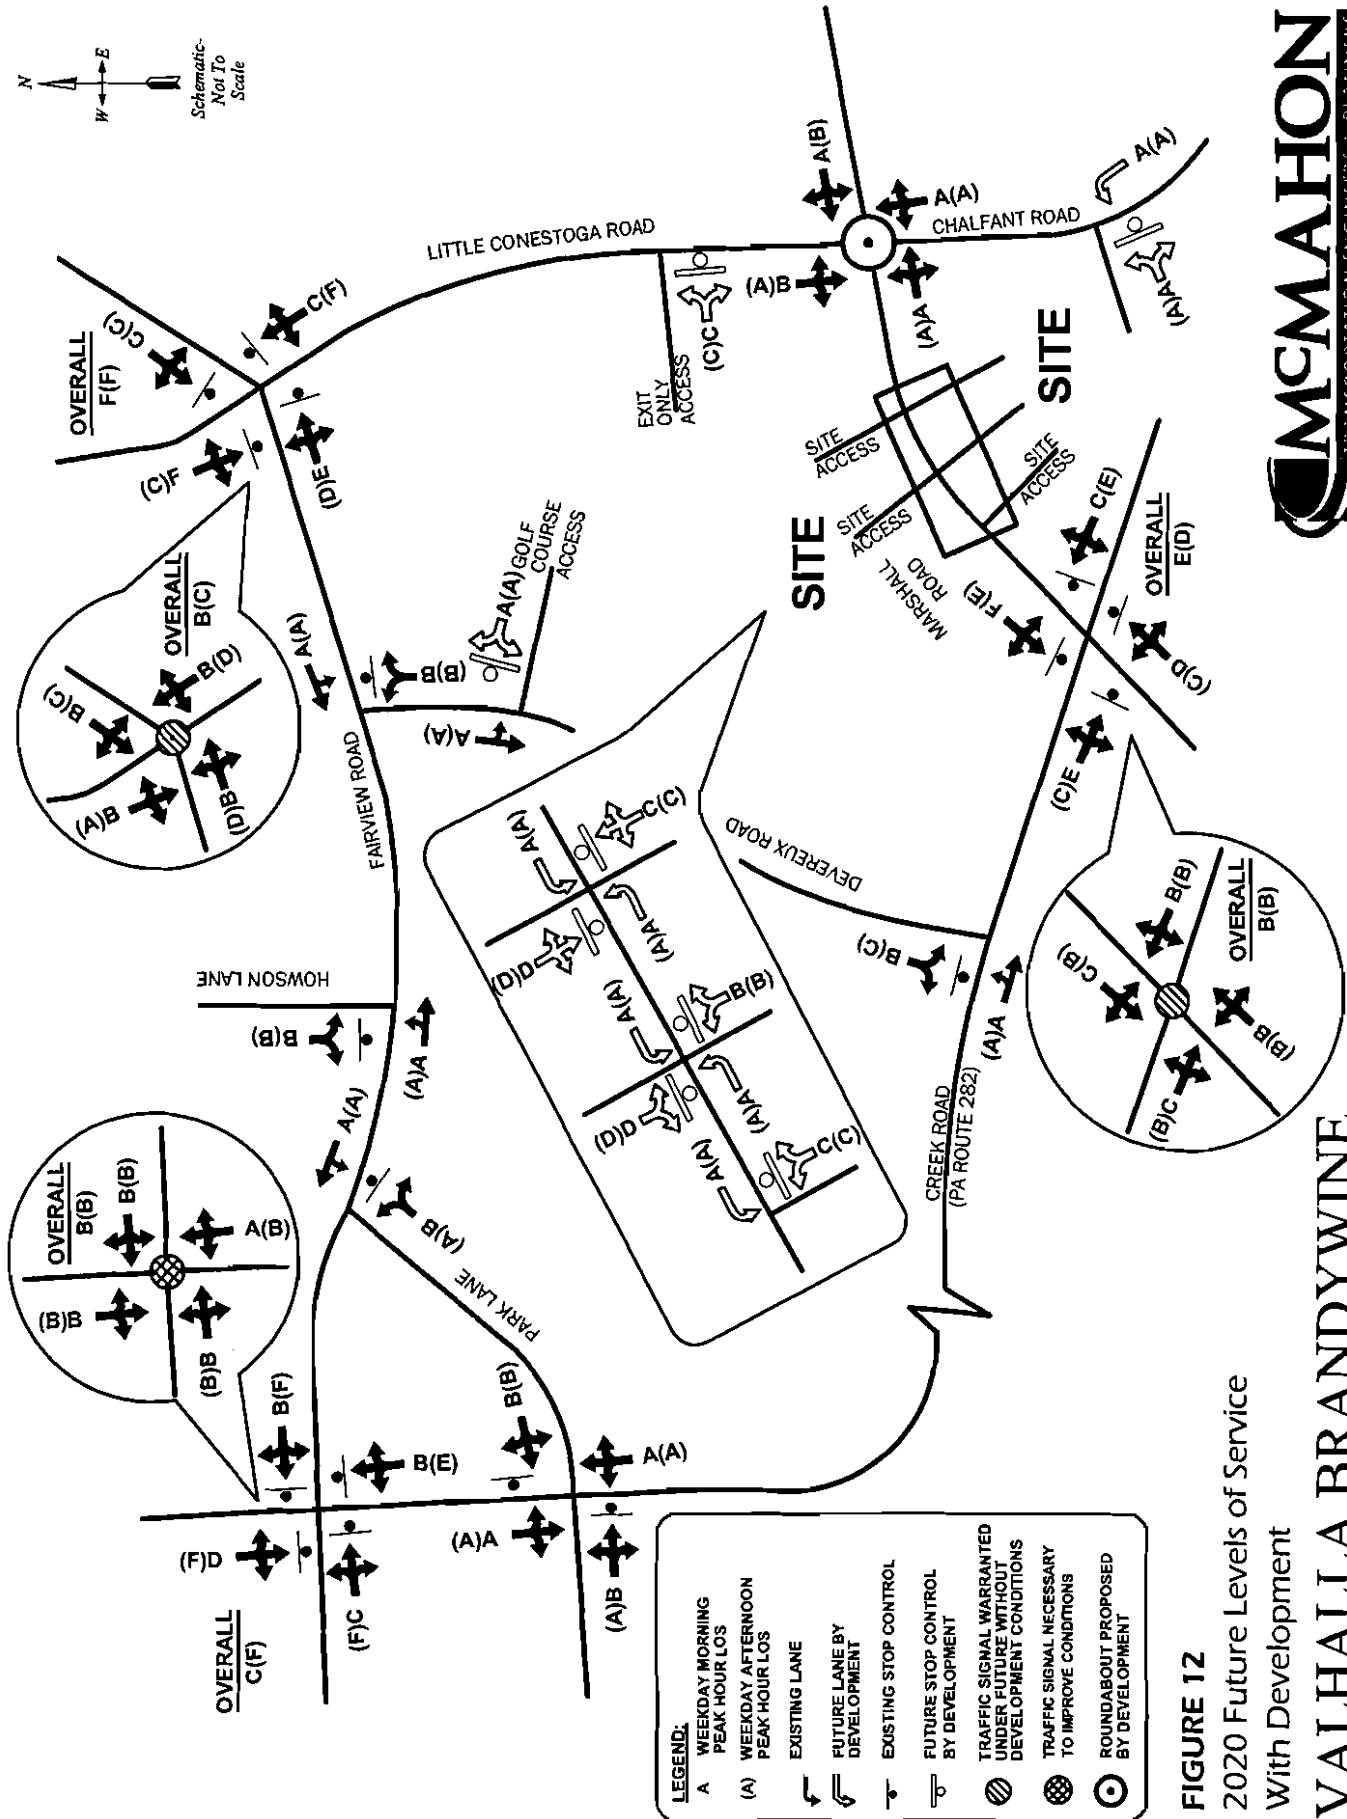 N
W
E
Schematic-
Not To
Scale
OVERALL
F(F)
C(C)
C(F)
(C)F
(D)E
LITTLE CONESTOGA ROAD
OVERALL
B(C)
B(C)
B(D)
(A)B
(D)B
A(A)
FAIRVIEW ROAD
(B)B
A(A)
A(A)
GOLF
COURSE
ACCESS
EXIT
ONLY
ACCESS
(C)C
(A)B
A(B)
A(A)
(A)A
CHALFANT ROAD
A(A)
(A)A
SITE
SITE
SITE
ACCESS
SITE
ACCESS
SITE
ACCESS
MARSHALL
ROAD
F(E)
C(E)
OVERALL
E(D)
(C)D
(C)E
HOWSON LANE
B(B)
(A)A
A(A)
(A)B
PARK LANE
OVERALL
B(B)
B(B)
A(B)
(B)B
(B)B
B(F)
B(E)
(F)D
(F)C
OVERALL
C(F)
B(B)
A(A)
(A)A
(A)B
A(A)
C(C)
(D)D
(A)A
A(A)
B(B)
(D)D
(A)A
A(A)
C(C)
DEVEREUX ROAD
B(C)
(A)A
CREEK ROAD
(PA ROUTE 282)
C(B)
B(B)
OVERALL
B(B)
(B)B
(B)C
LEGEND:
A WEEKDAY MORNING
PEAK HOUR LOS
(A) WEEKDAY AFTERNOON
PEAK HOUR LOS
EXISTING LANE
FUTURE LANE BY
DEVELOPMENT
EXISTING STOP CONTROL
FUTURE STOP CONTROL
BY DEVELOPMENT
TRAFFIC SIGNAL WARRANTED
UNDER FUTURE WITHOUT
DEVELOPMENT CONDITIONS
TRAFFIC SIGNAL NECESSARY
TO IMPROVE CONDITIONS
ROUNDABOUT PROPOSED
BY DEVELOPMENT
FIGURE 12
2020 Future Levels of Service
With Development
VALHALLA BRANDYWINE
McMAHON